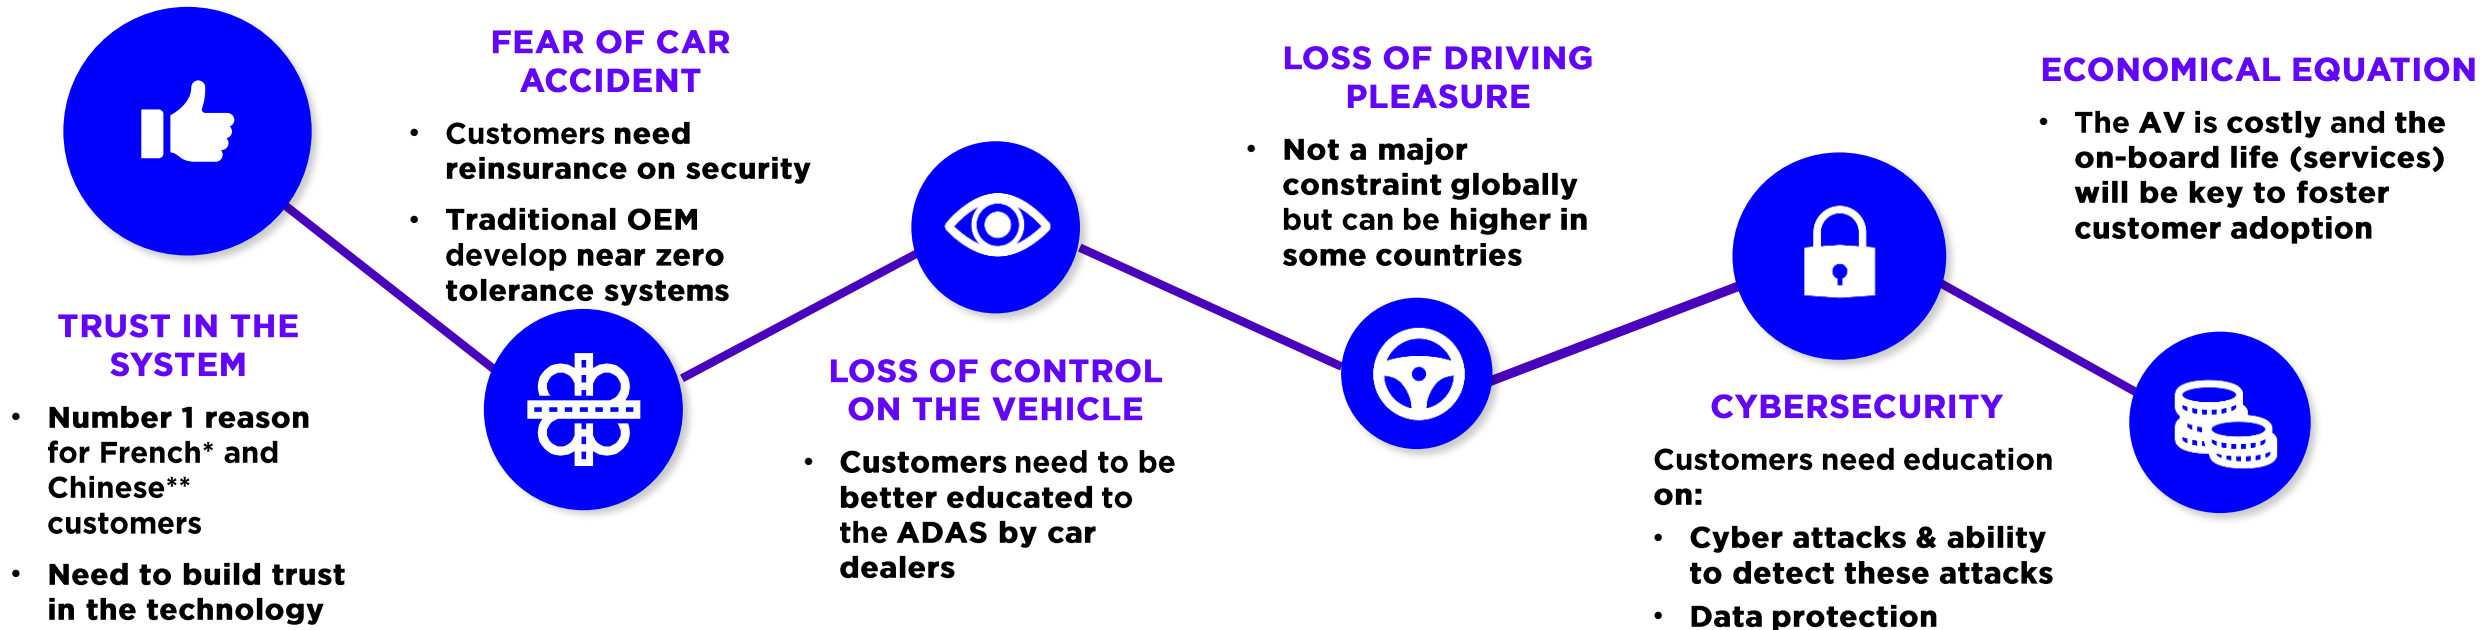 TRUST IN THE
SYSTEM
• Number 1 reason
for French* and
Chinese**
customers
• Need to build trust
in the technology
FEAR OF CAR
ACCIDENT
• Customers need
reinsurance on security
• Traditional OEM
develop near zero
tolerance systems
LOSS OF CONTROL
ON THE VEHICLE
• Customers need to be
better educated to
the ADAS by car
dealers
LOSS OF DRIVING
PLEASURE
• Not a major
constraint globally
but can be higher in
some countries
CYBERSECURITY
Customers need education
on:
• Cyber attacks & ability
to detect these attacks
• Data protection
ECONOMICAL EQUATION
• The AV is costly and the
on-board life (services)
will be key to foster
customer adoption